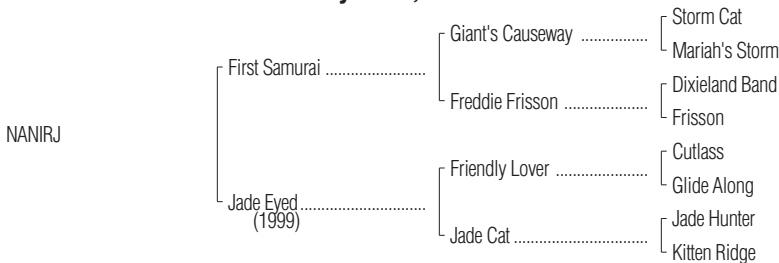 Storm Cat
Giant's Causeway ................
Mariah's Storm
First Samurai ........................
Dixieland Band
Freddie Frisson ....................
Frisson
NANIRJ
Cutlass
Friendly Lover ......................
Glide Along
Jade Eyed ..............................
(1999)
Jade Hunter
Jade Cat ................................
Kitten Ridge